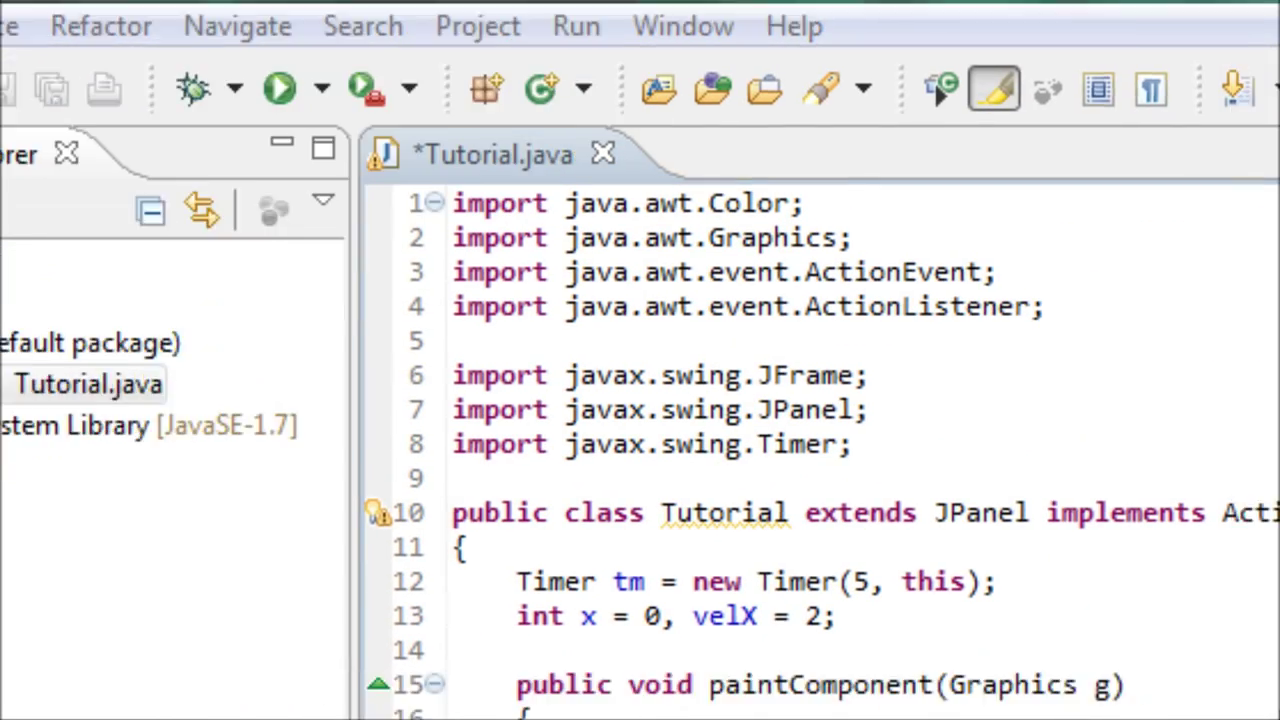 Refactor Navigate Search Project Run Window Help
*Tutorial.java
efault package)
Tutorial.java
stem Library [JavaSE-1.7]
1 import java.awt.Color;
2 import java.awt.Graphics;
3 import java.awt.event.ActionEvent;
4 import java.awt.event.ActionListener;
5
6 import javax.swing.JFrame;
7 import javax.swing.JPanel;
8 import javax.swing.Timer;
9
10 public class Tutorial extends JPanel implements Acti
11 {
12 Timer tm = new Timer(5, this);
13 int x = 0, velX = 2;
14
15 public void paintComponent(Graphics g)
16 {